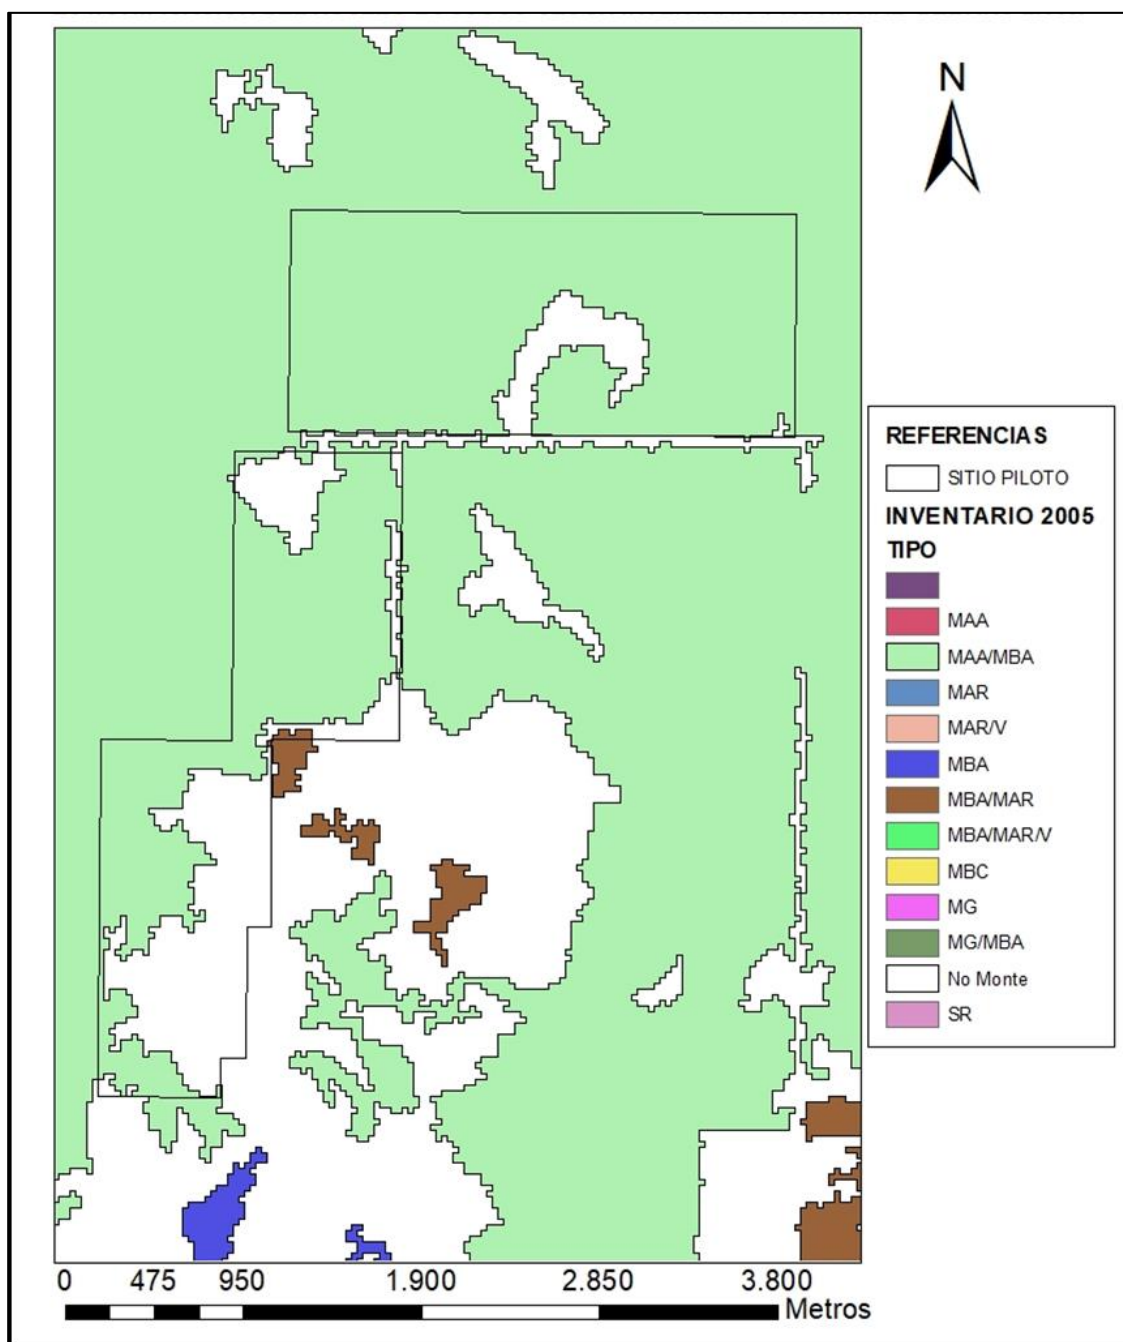 N
REFERENCIAS
SITIO PILOTO
INVENTARIO 2005
TIPO
MAA
MAA/MBA
MAR
MAR/V
MBA
MBA/MAR
MBA/MAR/V
MBC
MG
MG/MBA
No Monte
SR
0 475 950 1.900 2.850 3.800
Metros